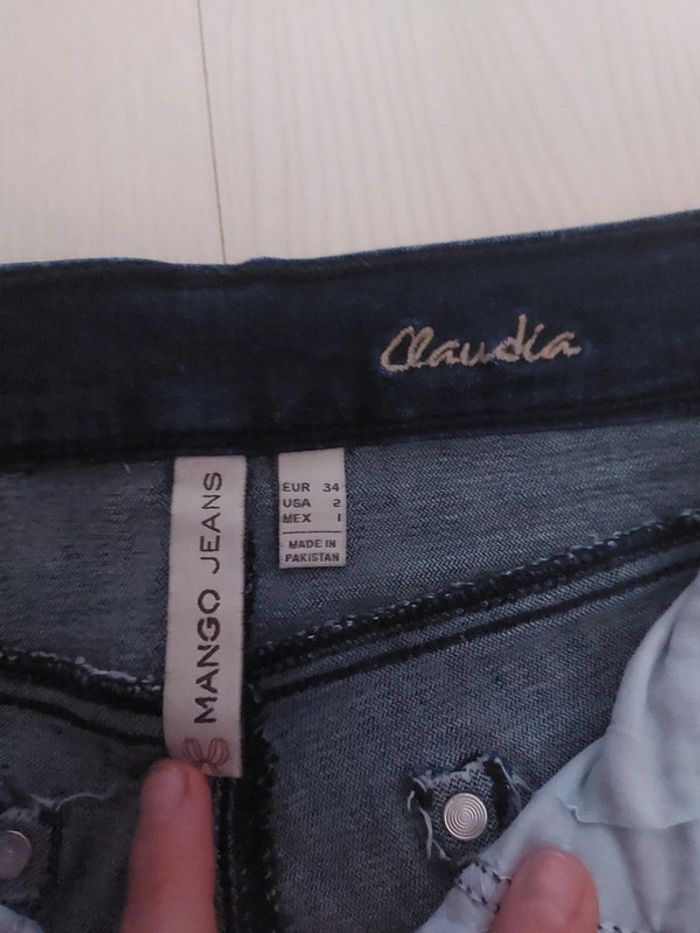 Claudia
MANGO JEANS
EUR 34
USA 2
MEX 1
MADE IN
PAKISTAN